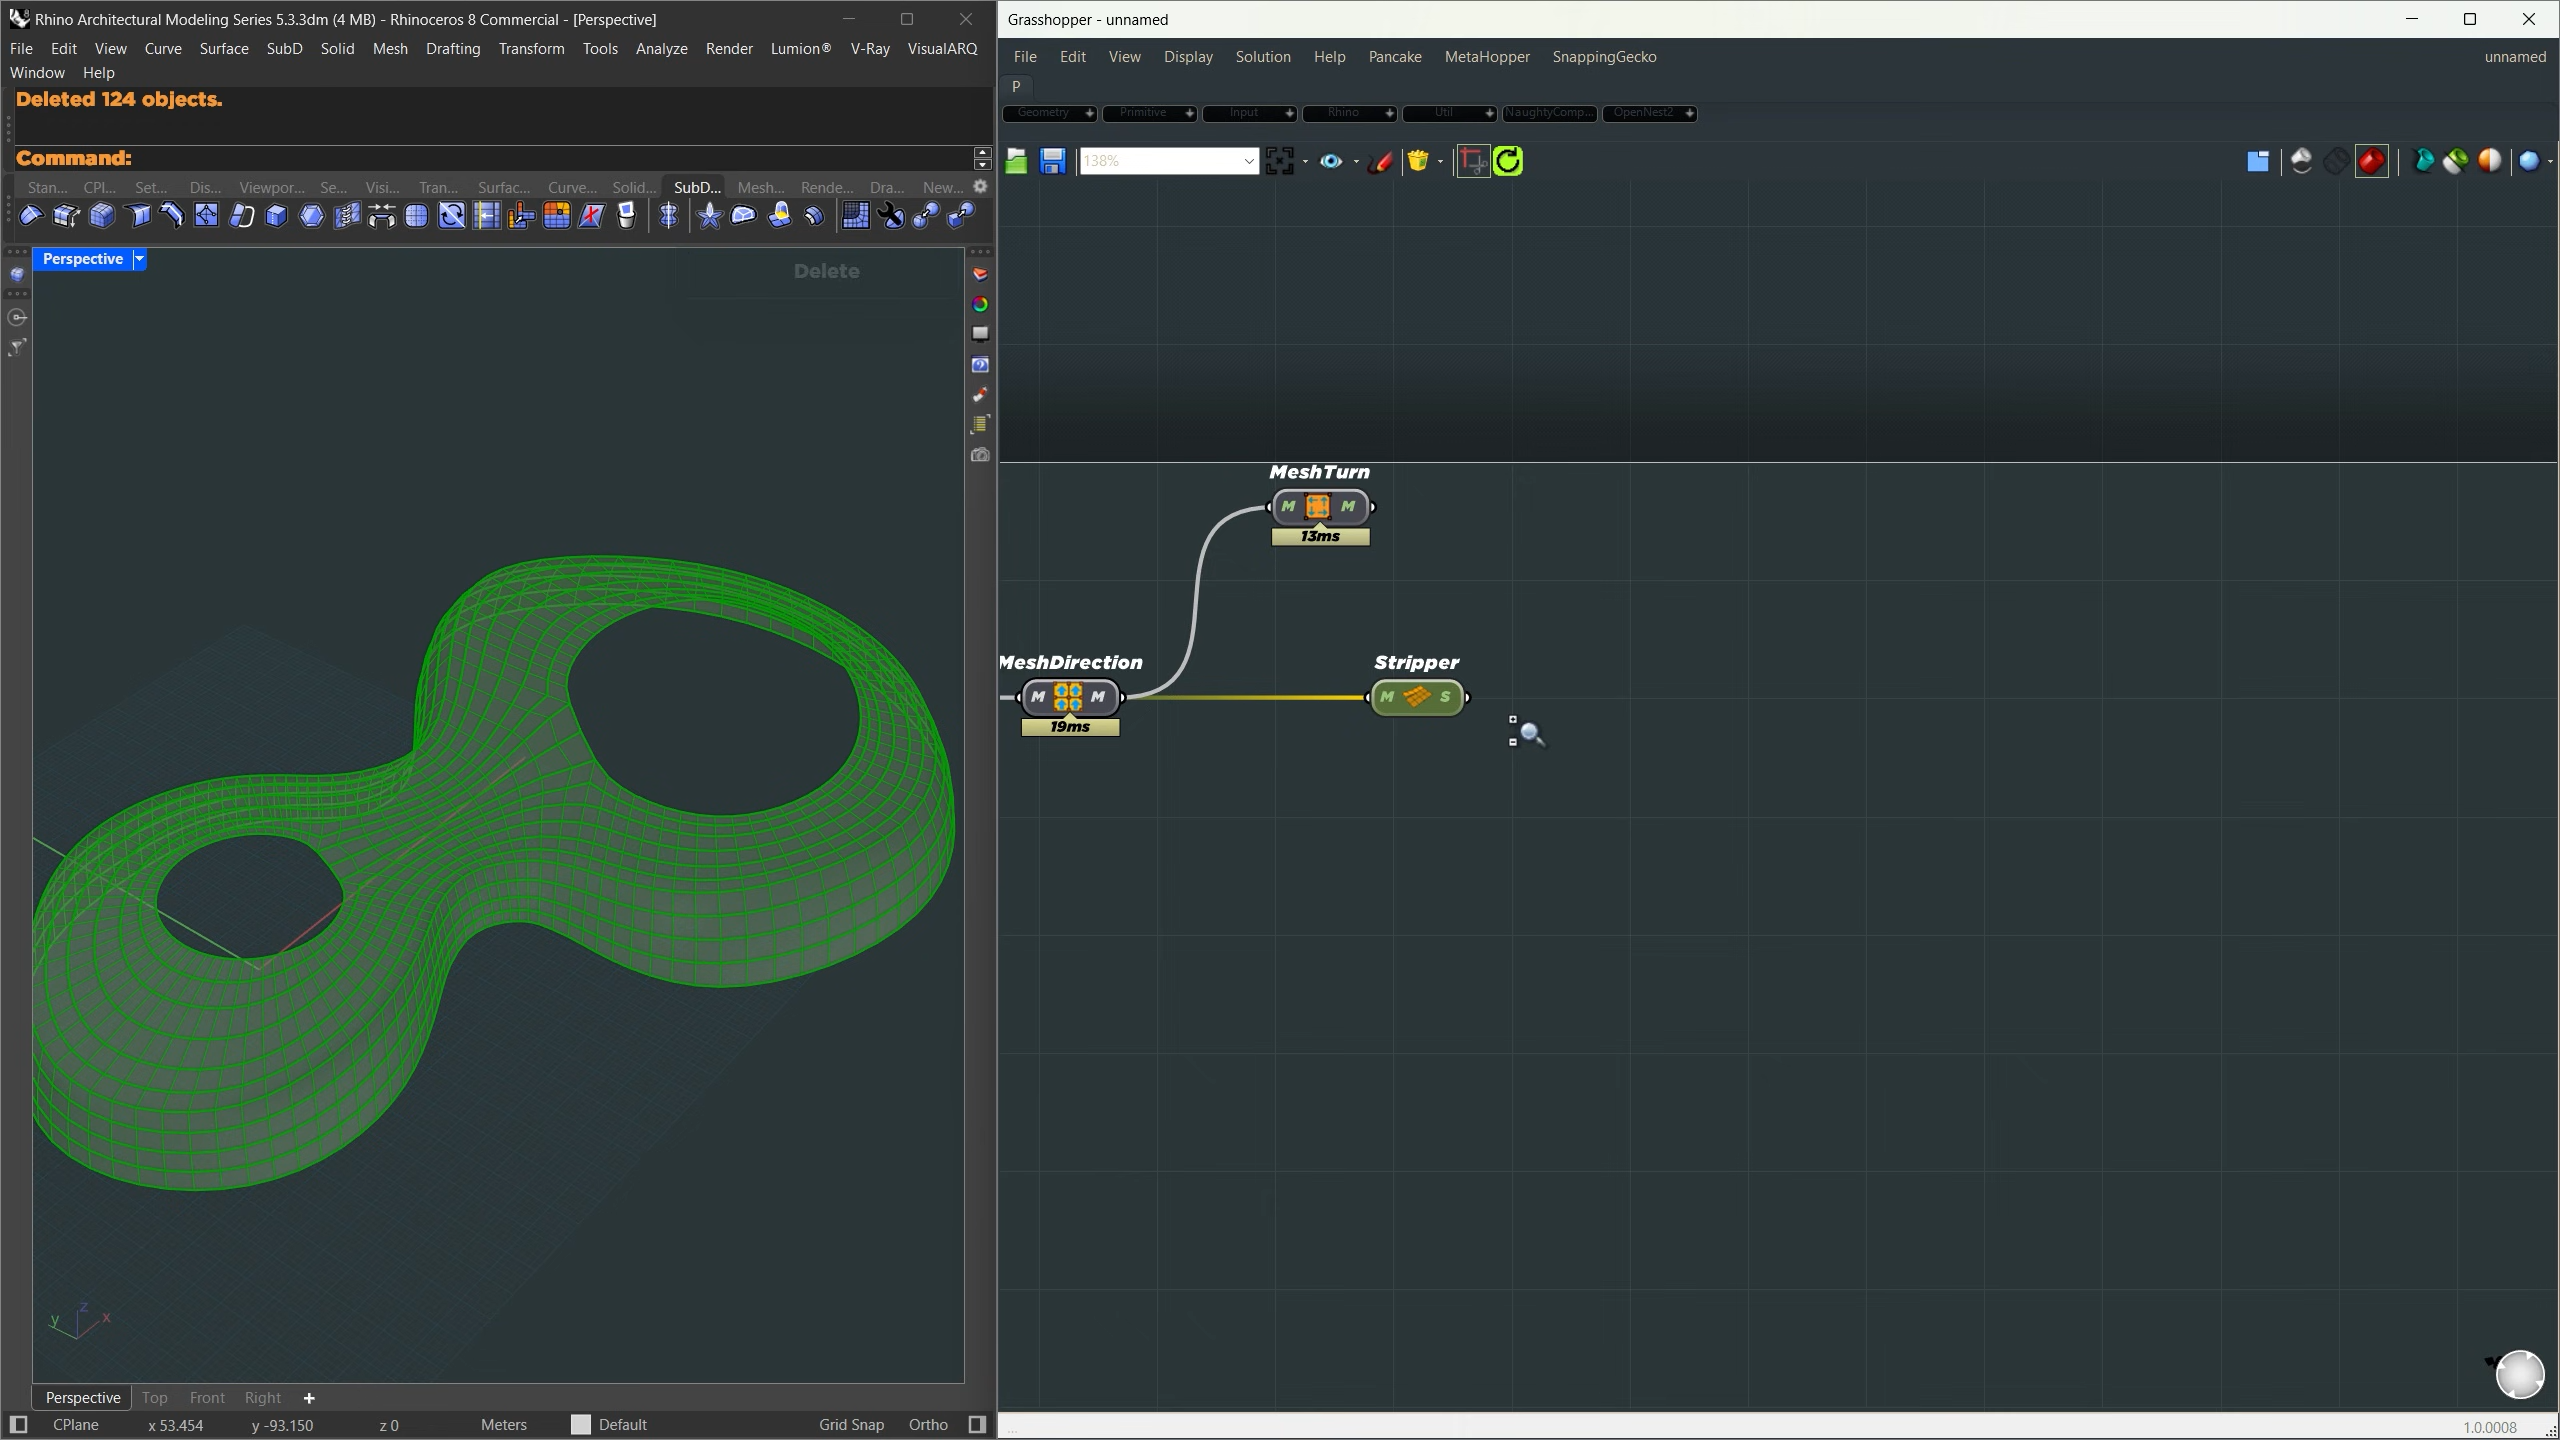 Rhino Architectural Modeling Series 5.3.3dm (4 MB) - Rhinoceros 8 Commercial - [Perspective]
File Edit View Curve Surface SubD Solid Mesh Drafting Transform Tools Analyze Render Lumion® V-Ray VisualARQ
Window Help
Deleted 124 objects.
Command:
Stan... CPl... Set... Dis... Viewpor... Se... Visi... Tran... Surfac... Curve... Solid... SubD... Mesh... Rende... Dra... New...
Perspective
Delete
z
y x
Perspective Top Front Right
CPlane x 53.454 y -93.150 z 0 Meters Default Grid Snap Ortho
Grasshopper - unnamed
File Edit View Display Solution Help Pancake MetaHopper SnappingGecko unnamed
P
Geometry Primitive Input Rhino Util NaughtyComp... OpenNest2
138%
MeshTurn
M M
13ms
MeshDirection
M M
19ms
Stripper
M S
...
1.0.0008